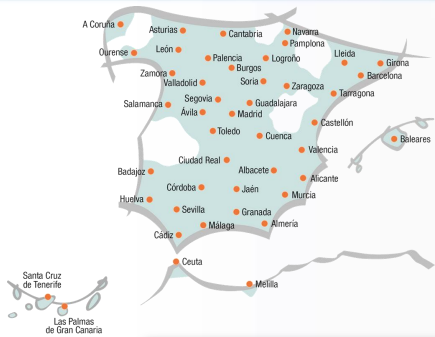 A Coruña
Asturias
Cantabria
Navarra
Pamplona
Ourense
León
Palencia
Logroño
Lleida
Girona
Burgos
Barcelona
Zamora
Valladolid
Soria
Zaragoza
Tarragona
Salamanca
Segovia
Guadalajara
Ávila
Madrid
Castellón
Toledo
Cuenca
Baleares
Valencia
Ciudad Real
Badajoz
Albacete
Alicante
Córdoba
Jaén
Murcia
Huelva
Sevilla
Granada
Málaga
Almería
Cádiz
Ceuta
Melilla
Santa Cruz
de Tenerife
Las Palmas
de Gran Canaria